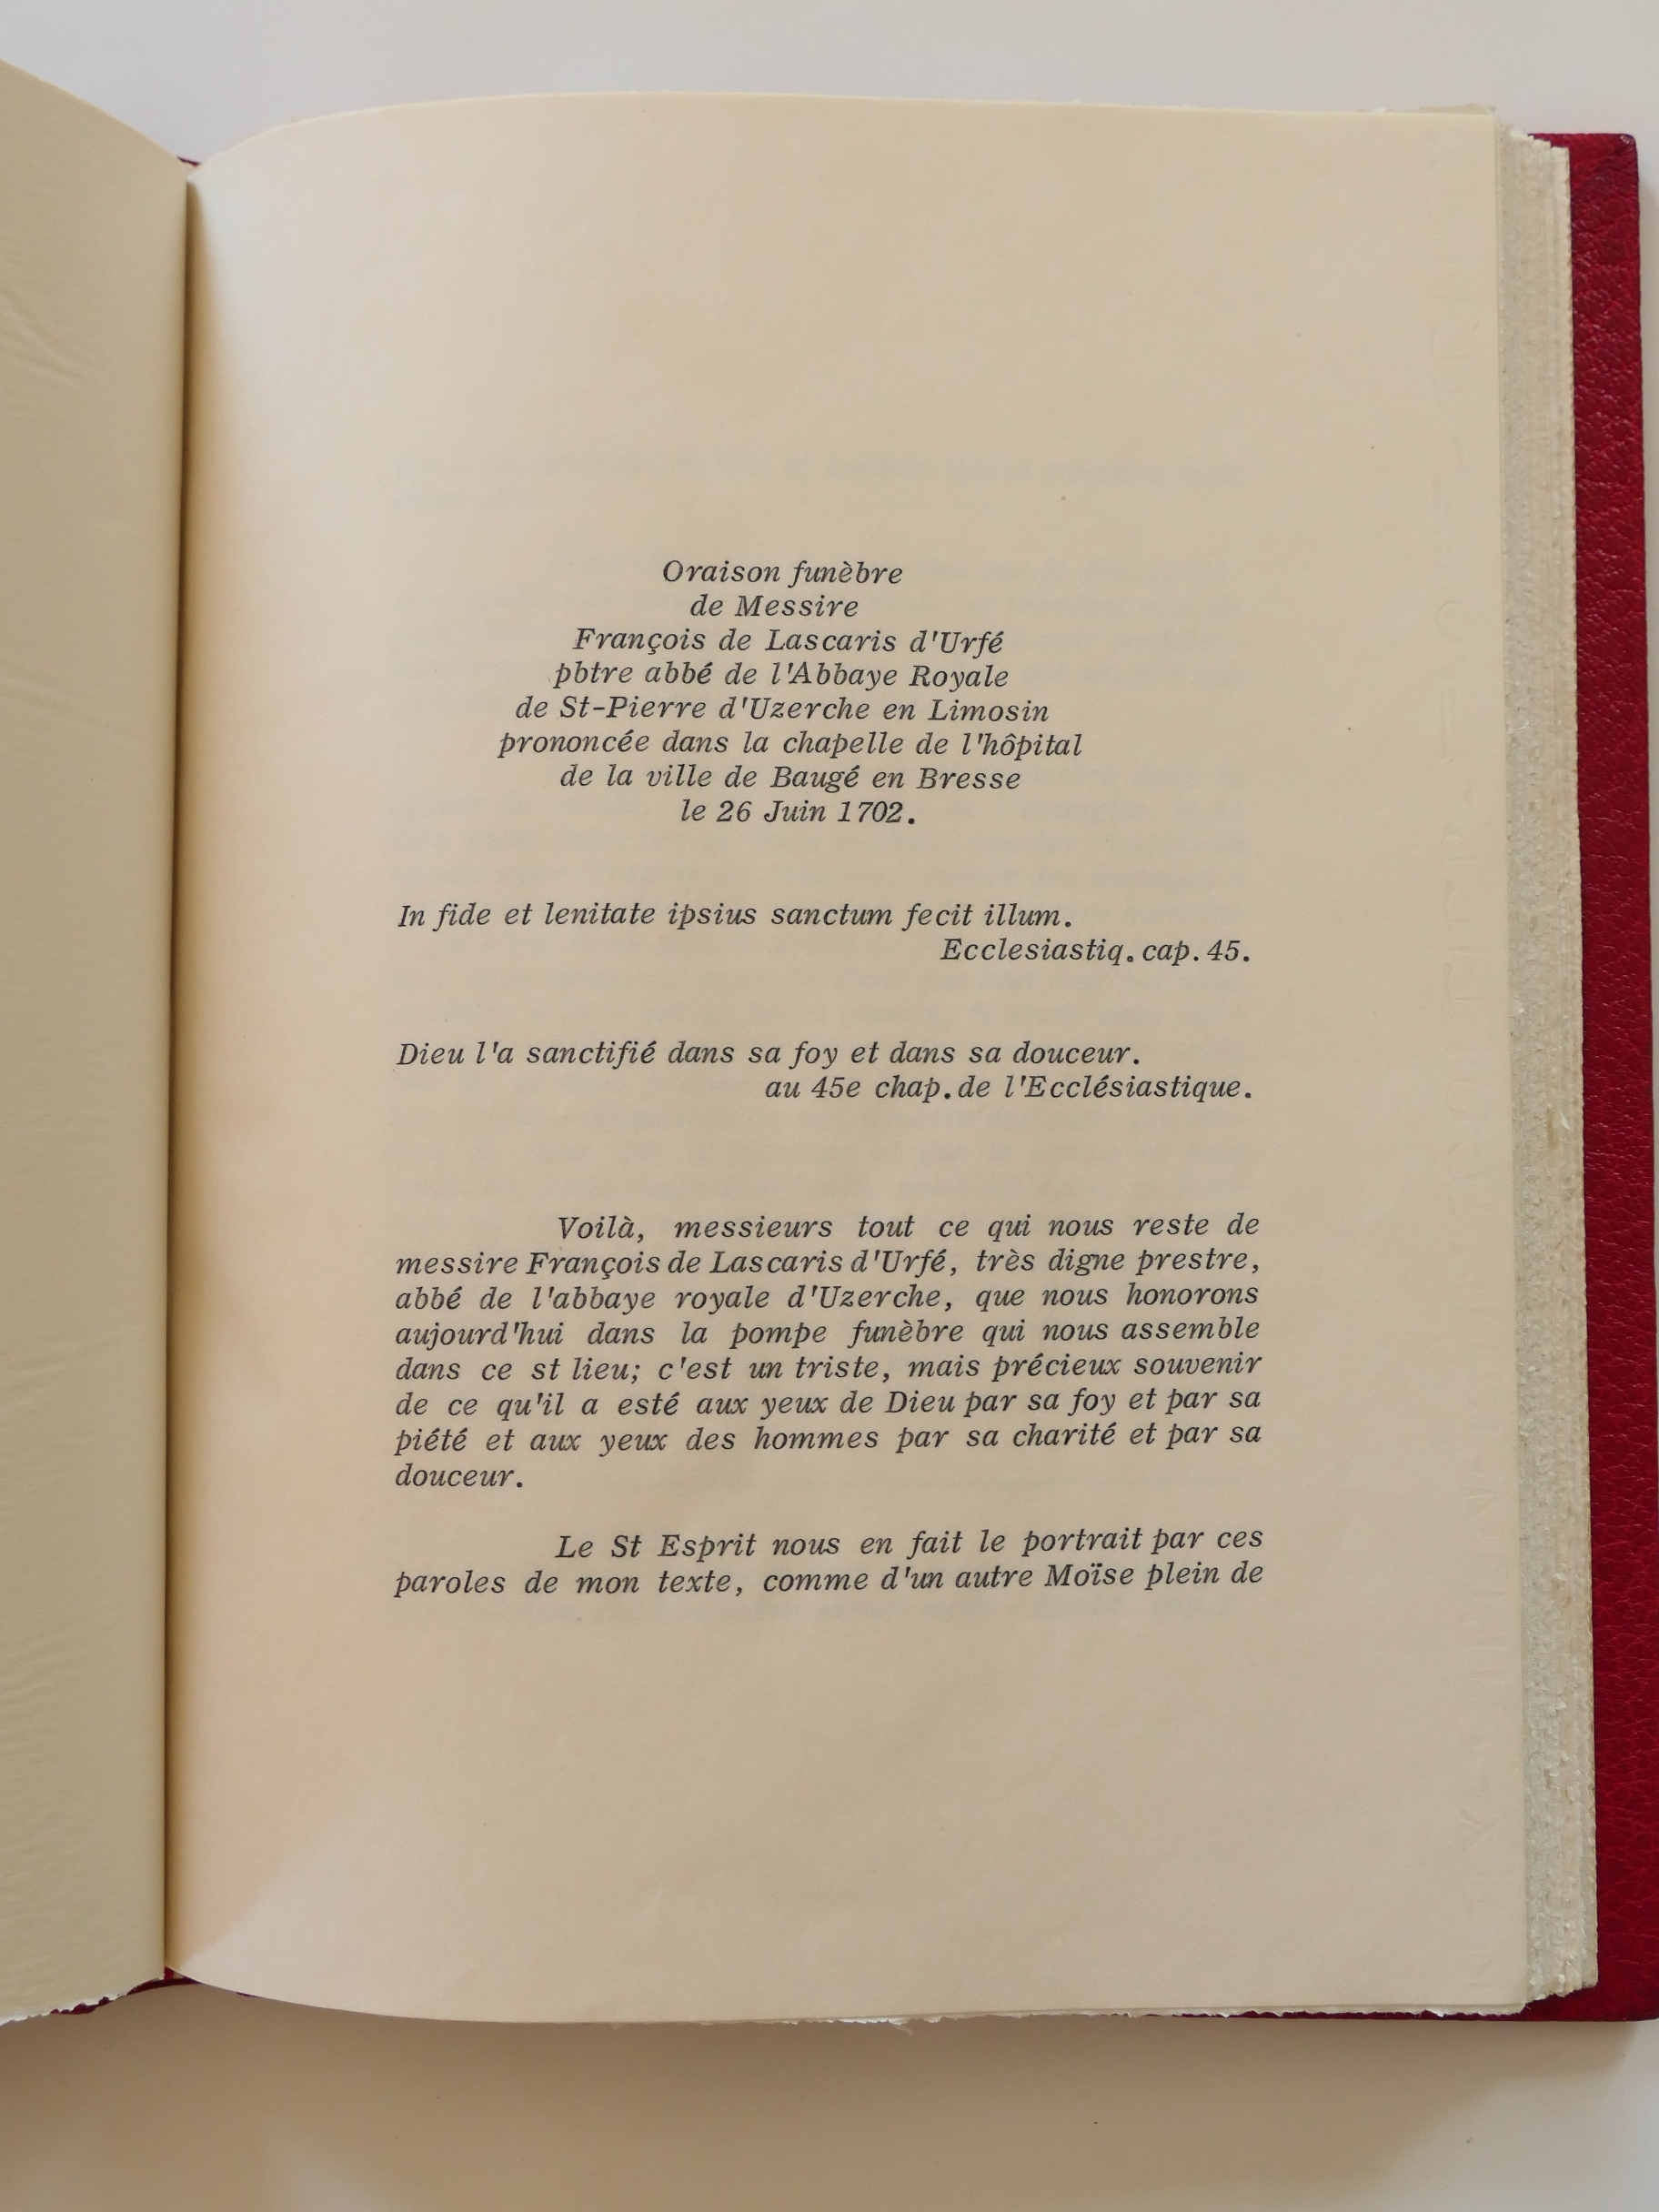 Oraison funèbre
de Messire
François de Lascaris d'Urfé
pbtre abbé de l'Abbaye Royale
de St-Pierre d'Uzerche en Limosin
prononcée dans la chapelle de l'hôpital
de la ville de Baugé en Bresse
le 26 Juin 1702.
In fide et lenitate ipsius sanctum fecit illum.
Ecclesiastiq. cap. 45.
Dieu l'a sanctifié dans sa foy et dans sa douceur.
au 45e chap. de l'Ecclésiastique.
Voilà, messieurs tout ce qui nous reste de
messire François de Lascaris d'Urfé, très digne prestre,
abbé de l'abbaye royale d'Uzerche, que nous honorons
aujourd'hui dans la pompe funèbre qui nous assemble
dans ce st lieu; c'est un triste, mais précieux souvenir
de ce qu'il a esté aux yeux de Dieu par sa foy et par sa
piété et aux yeux des hommes par sa charité et par sa
douceur.
Le St Esprit nous en fait le portrait par ces
paroles de mon texte, comme d'un autre Moïse plein de